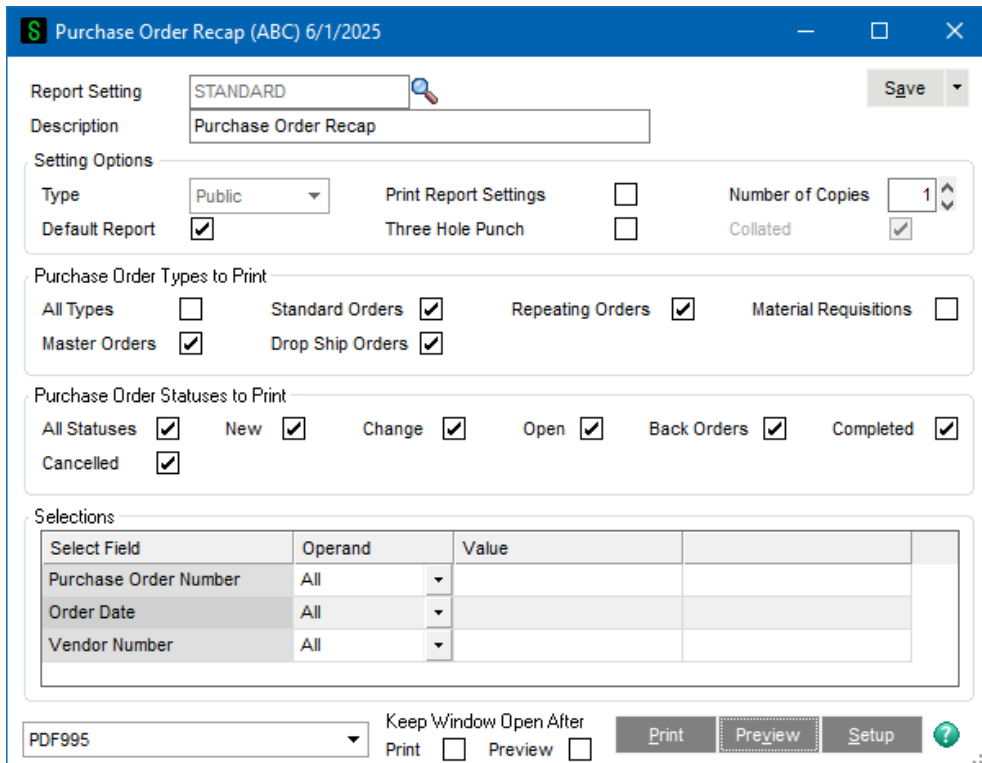 S Purchase Order Recap (ABC) 6/1/2025
Report Setting STANDARD Save
Description Purchase Order Recap
Setting Options
Type Public Print Report Settings Number of Copies 1
Default Report Three Hole Punch Collated
Purchase Order Types to Print
All Types Standard Orders Repeating Orders Material Requisitions
Master Orders Drop Ship Orders
Purchase Order Statuses to Print
All Statuses New Change Open Back Orders Completed
Cancelled
Selections
Select Field Operand Value
Purchase Order Number All
Order Date All
Vendor Number All
Keep Window Open After
PDF995 Print Preview Print Preview Setup ?